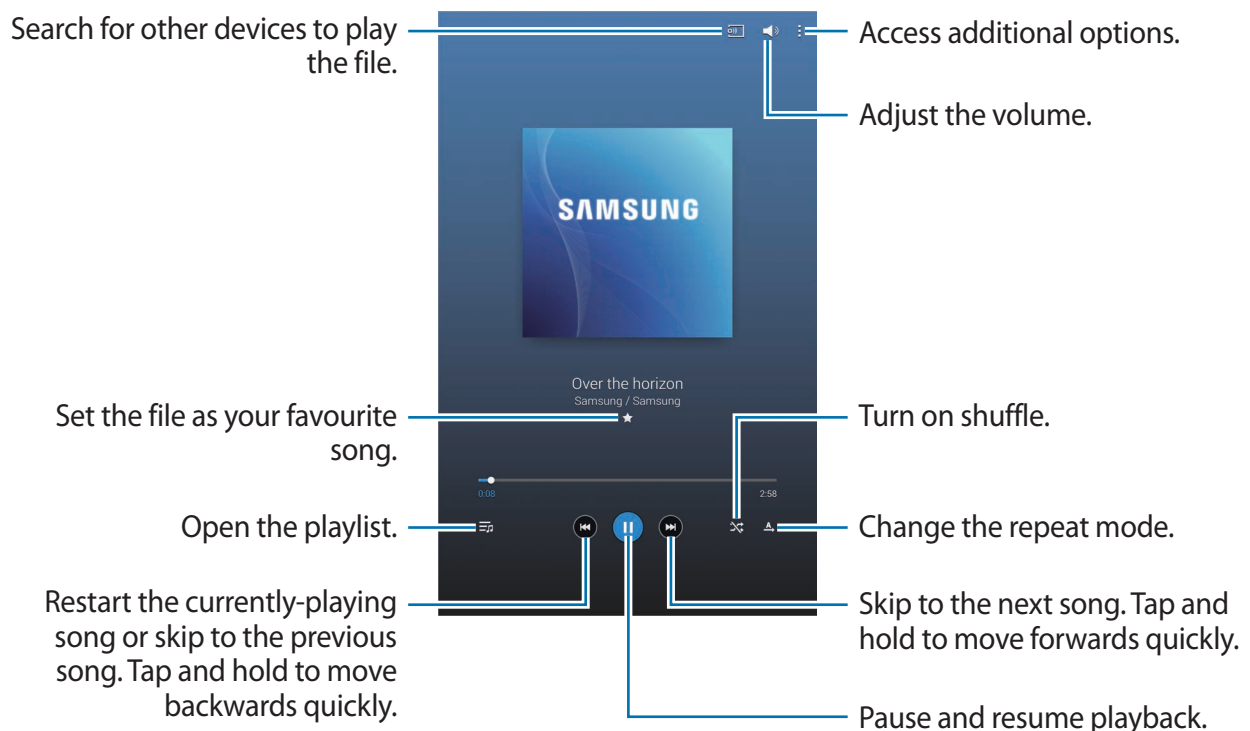 Search for other devices to play
the file.
Access additional options.
Adjust the volume.
SAMSUNG
Over the horizon
Samsung / Samsung
Set the file as your favourite
song.
Turn on shuffle.
0:08
2:58
Open the playlist.
A
Change the repeat mode.
Restart the currently-playing
song or skip to the previous
song. Tap and hold to move
backwards quickly.
Skip to the next song. Tap and
hold to move forwards quickly.
Pause and resume playback.